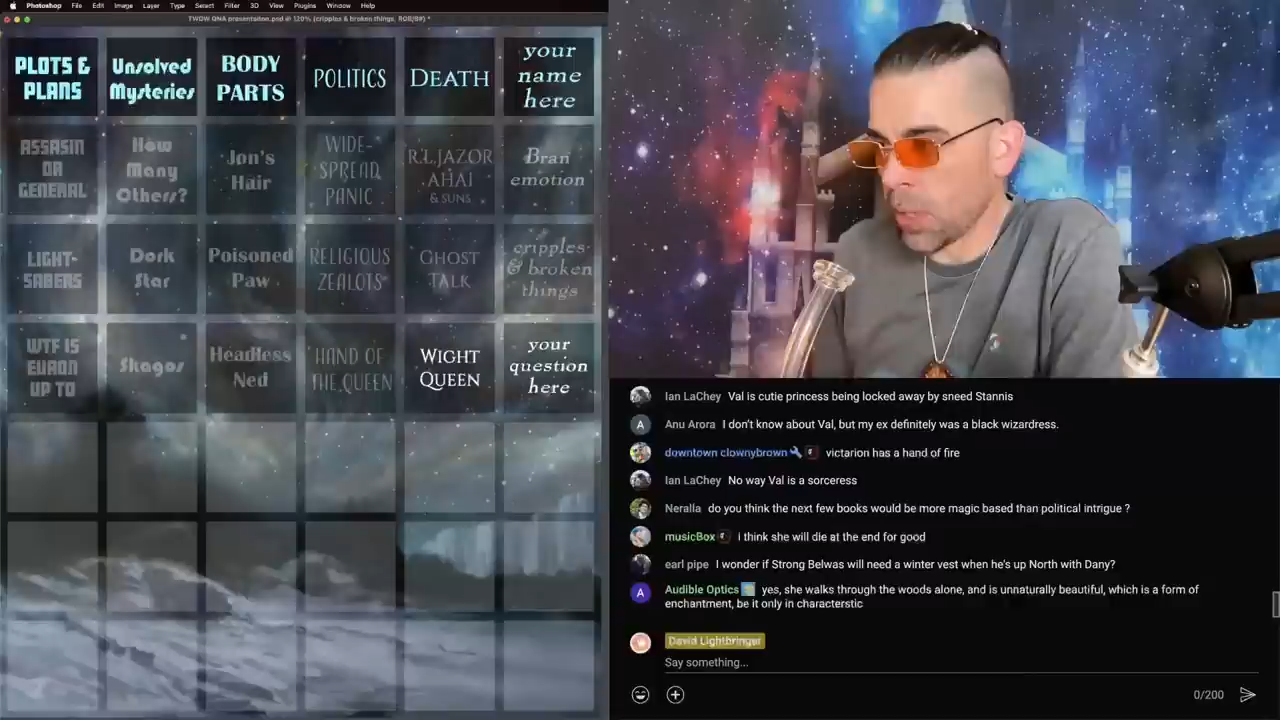 Photoshop File Edit Image Layer Type Select Filter 3D View Plugins Window Help
TWOW QNA presentation.psd @ 120% (cripples & broken things, RGB/8#) *
PLOTS &
PLANS
Unsolved
Mysteries
BODY
PARTS
POLITICS
DEATH
your
name
here
ASSASIN
OR
GENERAL
How
Many
Others?
Jon's
Hair
WIDE-
SPREAD
PANIC
R.L.JAZOR
AHAI
& SUNS
Bran
emotion
LIGHT-
SABERS
Dark
Star
Poisoned
Paw
RELIGIOUS
ZEALOTS
GHOST
TALK
cripples
& broken
things
WTF IS
EURON
UP TO
Skagos
Headless
Ned
HAND OF
THE QUEEN
WIGHT
QUEEN
your
question
here
Ian LaChey Val is cutie princess being locked away by sneed Stannis
A Anu Arora I don't know about Val, but my ex definitely was a black wizardress.
downtown clownybrown victarion has a hand of fire
Ian LaChey No way Val is a sorceress
Neralla do you think the next few books would be more magic based than political intrigue ?
musicBox i think she will die at the end for good
earl pipe I wonder if Strong Belwas will need a winter vest when he's up North with Dany?
A Audible Optics yes, she walks through the woods alone, and is unnaturally beautiful, which is a form of
enchantment, be it only in characterstic
David Lightbringer
Say something...
0/200